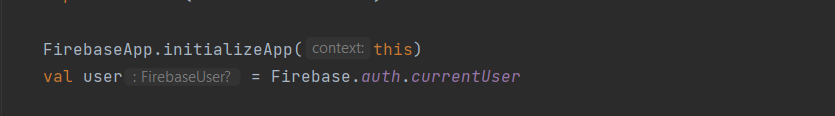 FirebaseApp.initializeApp( context: this)
val user : FirebaseUser? = Firebase.auth.currentUser